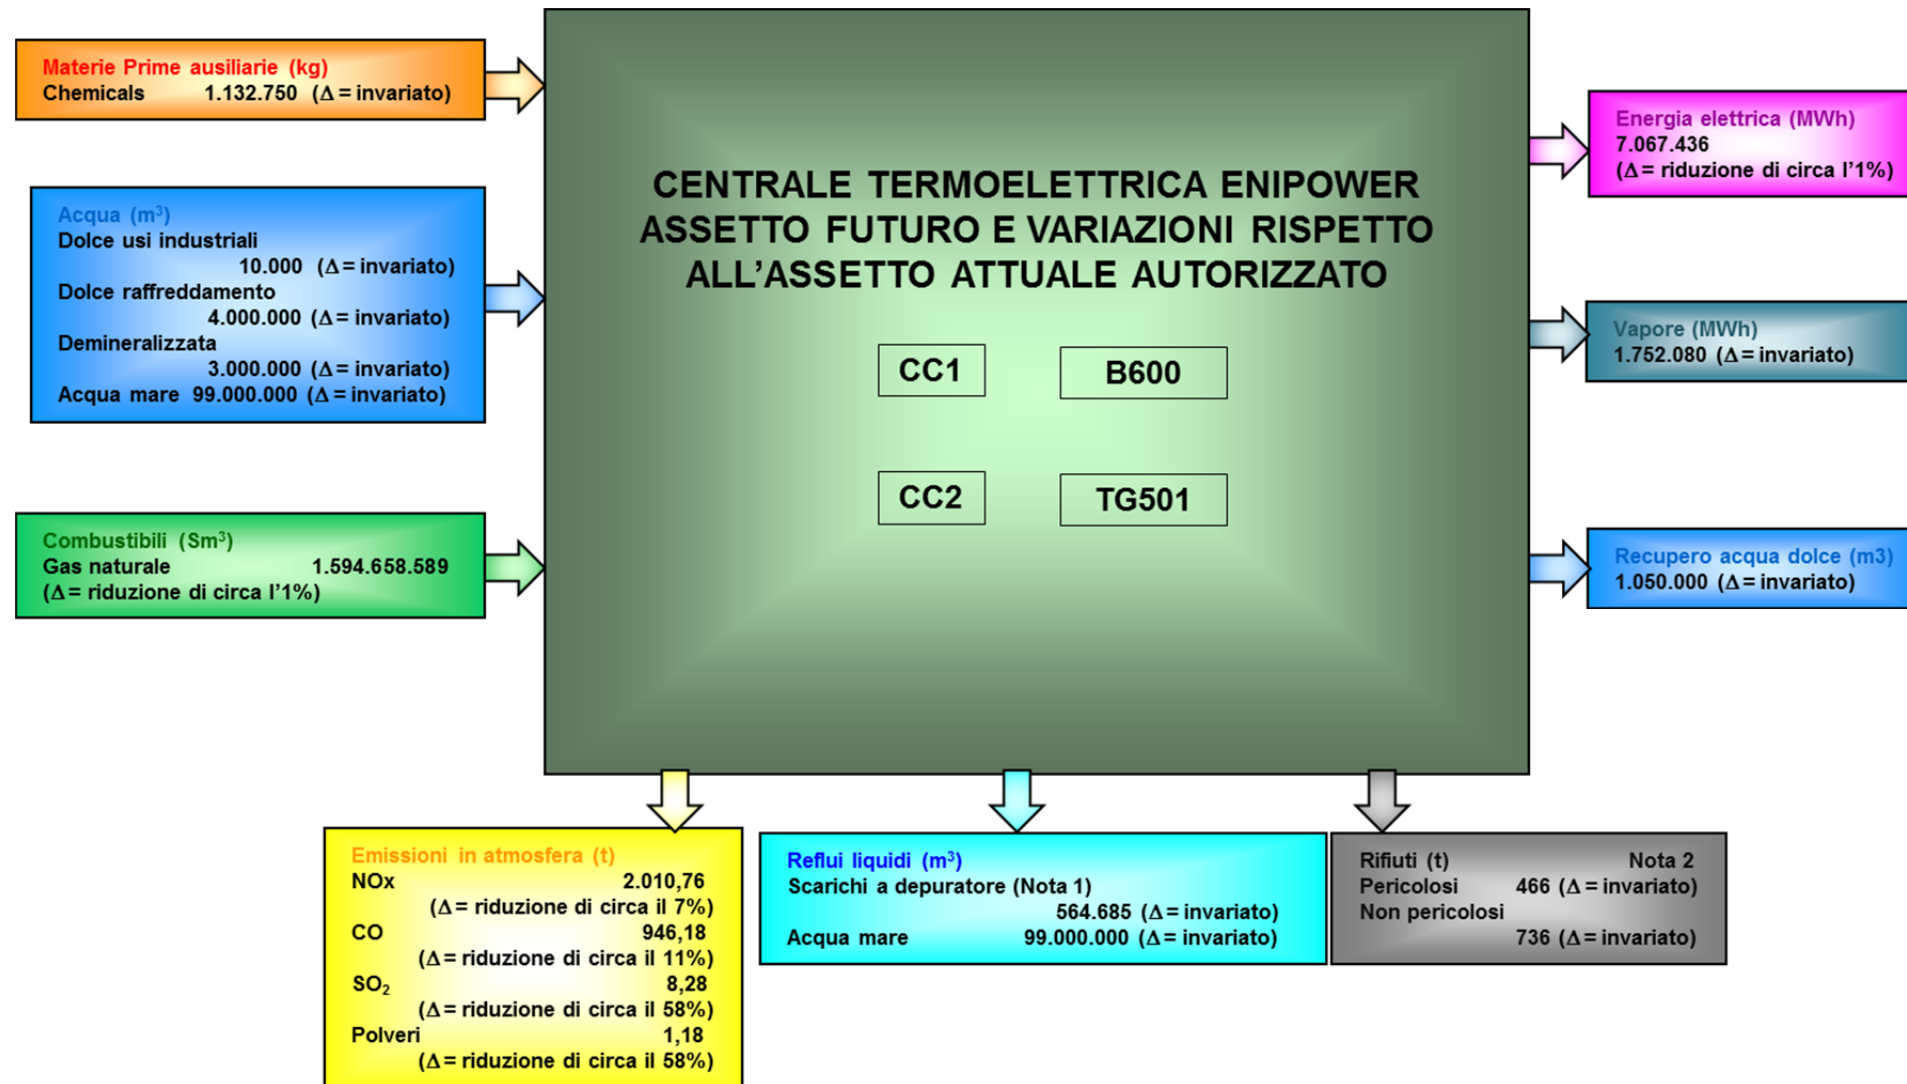 Materie Prime ausiliarie (kg)
Chemicals 1.132.750 (Δ = invariato)
Acqua (m³)
Dolce usi industriali
10.000 (Δ = invariato)
Dolce raffreddamento
4.000.000 (Δ = invariato)
Demineralizzata
3.000.000 (Δ = invariato)
Acqua mare 99.000.000 (Δ = invariato)
Combustibili (Sm³)
Gas naturale 1.594.658.589
(Δ = riduzione di circa l'1%)
CENTRALE TERMOELETTRICA ENIPOWER
ASSETTO FUTURO E VARIAZIONI RISPETTO
ALL'ASSETTO ATTUALE AUTORIZZATO
CC1 B600
CC2 TG501
Energia elettrica (MWh)
7.067.436
(Δ = riduzione di circa l'1%)
Vapore (MWh)
1.752.080 (Δ = invariato)
Recupero acqua dolce (m3)
1.050.000 (Δ = invariato)
Emissioni in atmosfera (t)
NOx 2.010,76
(Δ = riduzione di circa il 7%)
CO 946,18
(Δ = riduzione di circa il 11%)
SO₂ 8,28
(Δ = riduzione di circa il 58%)
Polveri 1,18
(Δ = riduzione di circa il 58%)
Reflui liquidi (m³)
Scarichi a depuratore (Nota 1)
564.685 (Δ = invariato)
Acqua mare 99.000.000 (Δ = invariato)
Rifiuti (t) Nota 2
Pericolosi 466 (Δ = invariato)
Non pericolosi
736 (Δ = invariato)